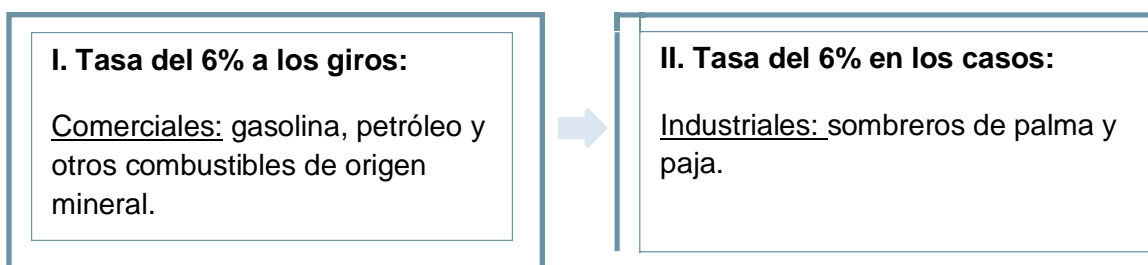 I. Tasa del 6% a los giros:
Comerciales: gasolina, petróleo y
otros combustibles de origen
mineral.
II. Tasa del 6% en los casos:
Industriales: sombreros de palma y
paja.